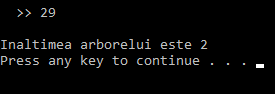 >> 29
Inaltimea arborelui este 2
Press any key to continue . . .